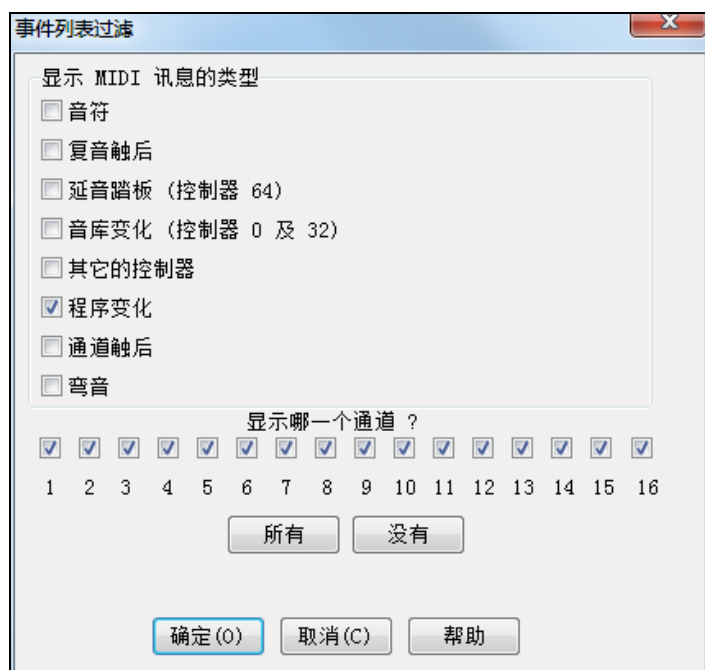 事件列表过滤
显示 MIDI 讯息的类型
音符
复音触后
延音踏板 (控制器 64)
音库变化 (控制器 0 及 32)
其它的控制器
程序变化
通道触后
弯音
显示哪一个通道 ?
1 2 3 4 5 6 7 8 9 10 11 12 13 14 15 16
所有 没有
确定(O) 取消(C) 帮助